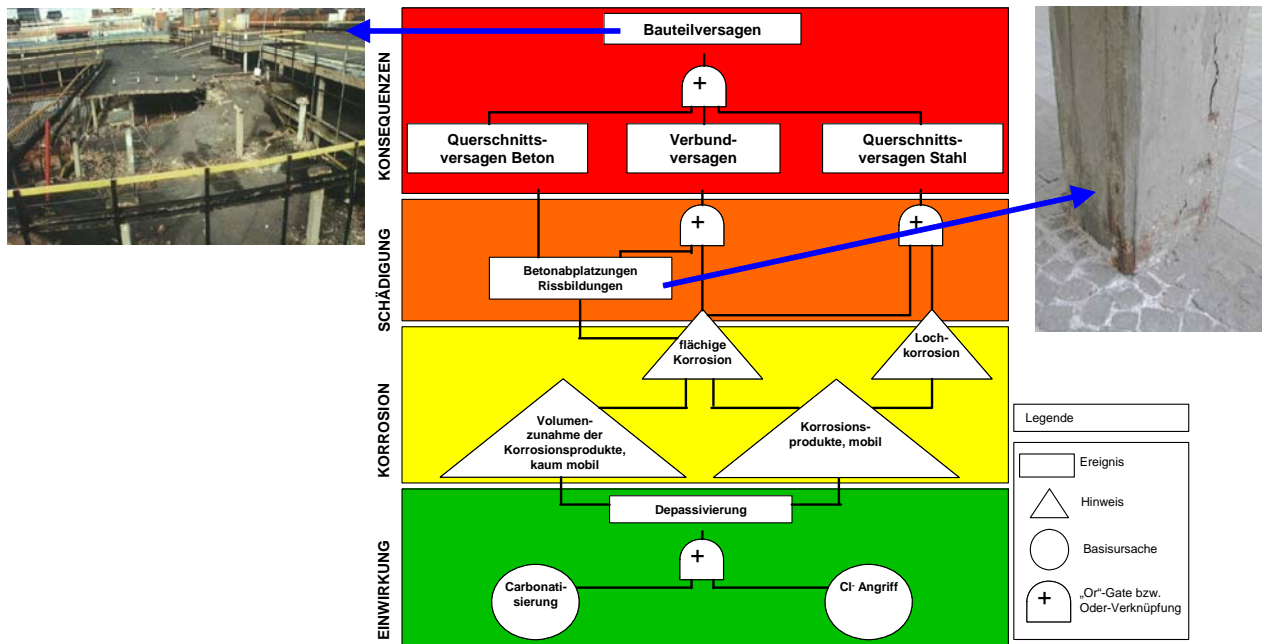 KONSEQUENZEN
Bauteilversagen
+
Querschnitts-
versagen Beton
Verbund-
versagen
Querschnitts-
versagen Stahl
SCHÄDIGUNG
+
+
Betonabplatzungen
Rissbildungen
KORROSION
flächige
Korrosion
Loch-
korrosion
Volumen-
zunahme der
Korrosionsprodukte,
kaum mobil
Korrosions-
produkte, mobil
EINWIRKUNG
Depassivierung
+
Carbonati-
sierung
Cl- Angriff
Legende
Ereignis
Hinweis
Basisursache
+
„Or“-Gate bzw.
Oder-Verknüpfung